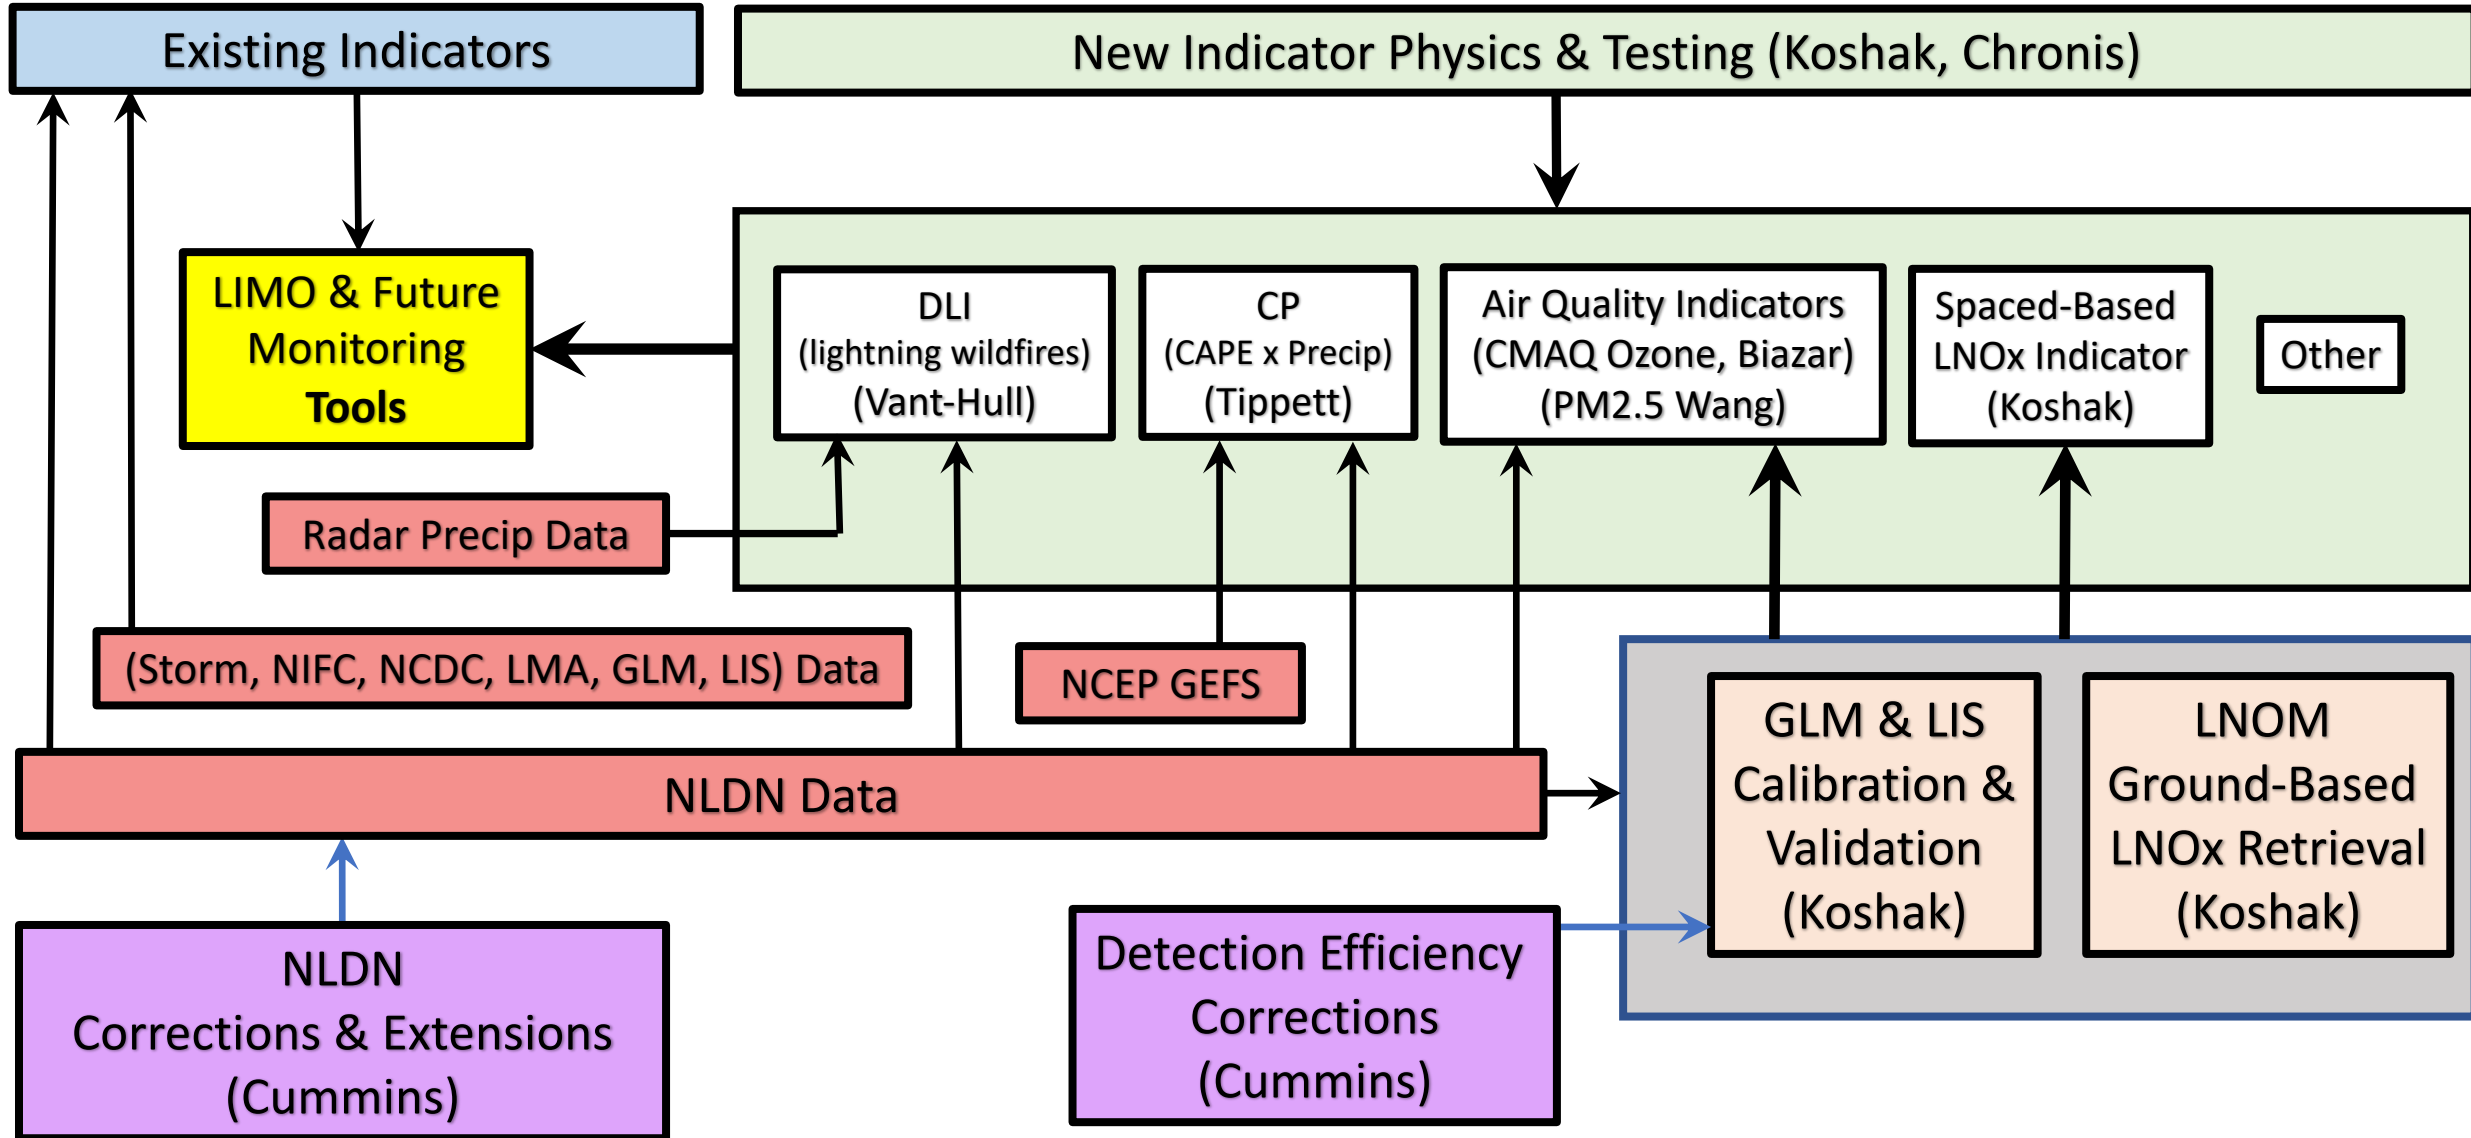 Existing Indicators
New Indicator Physics & Testing (Koshak, Chronis)
LIMO & Future
Monitoring
Tools
DLI
(lightning wildfires)
(Vant-Hull)
CP
(CAPE x Precip)
(Tippett)
Air Quality Indicators
(CMAQ Ozone, Biazar)
(PM2.5 Wang)
Spaced-Based
LNOx Indicator
(Koshak)
Other
Radar Precip Data
(Storm, NIFC, NCDC, LMA, GLM, LIS) Data
NCEP GEFS
NLDN Data
GLM & LIS
Calibration &
Validation
(Koshak)
LNOM
Ground-Based
LNOx Retrieval
(Koshak)
NLDN
Corrections & Extensions
(Cummins)
Detection Efficiency
Corrections
(Cummins)